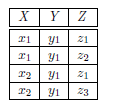 X Y Z
x₁ y₁ z₁
x₁ y₁ z₂
x₂ y₁ z₁
x₂ y₁ z₃